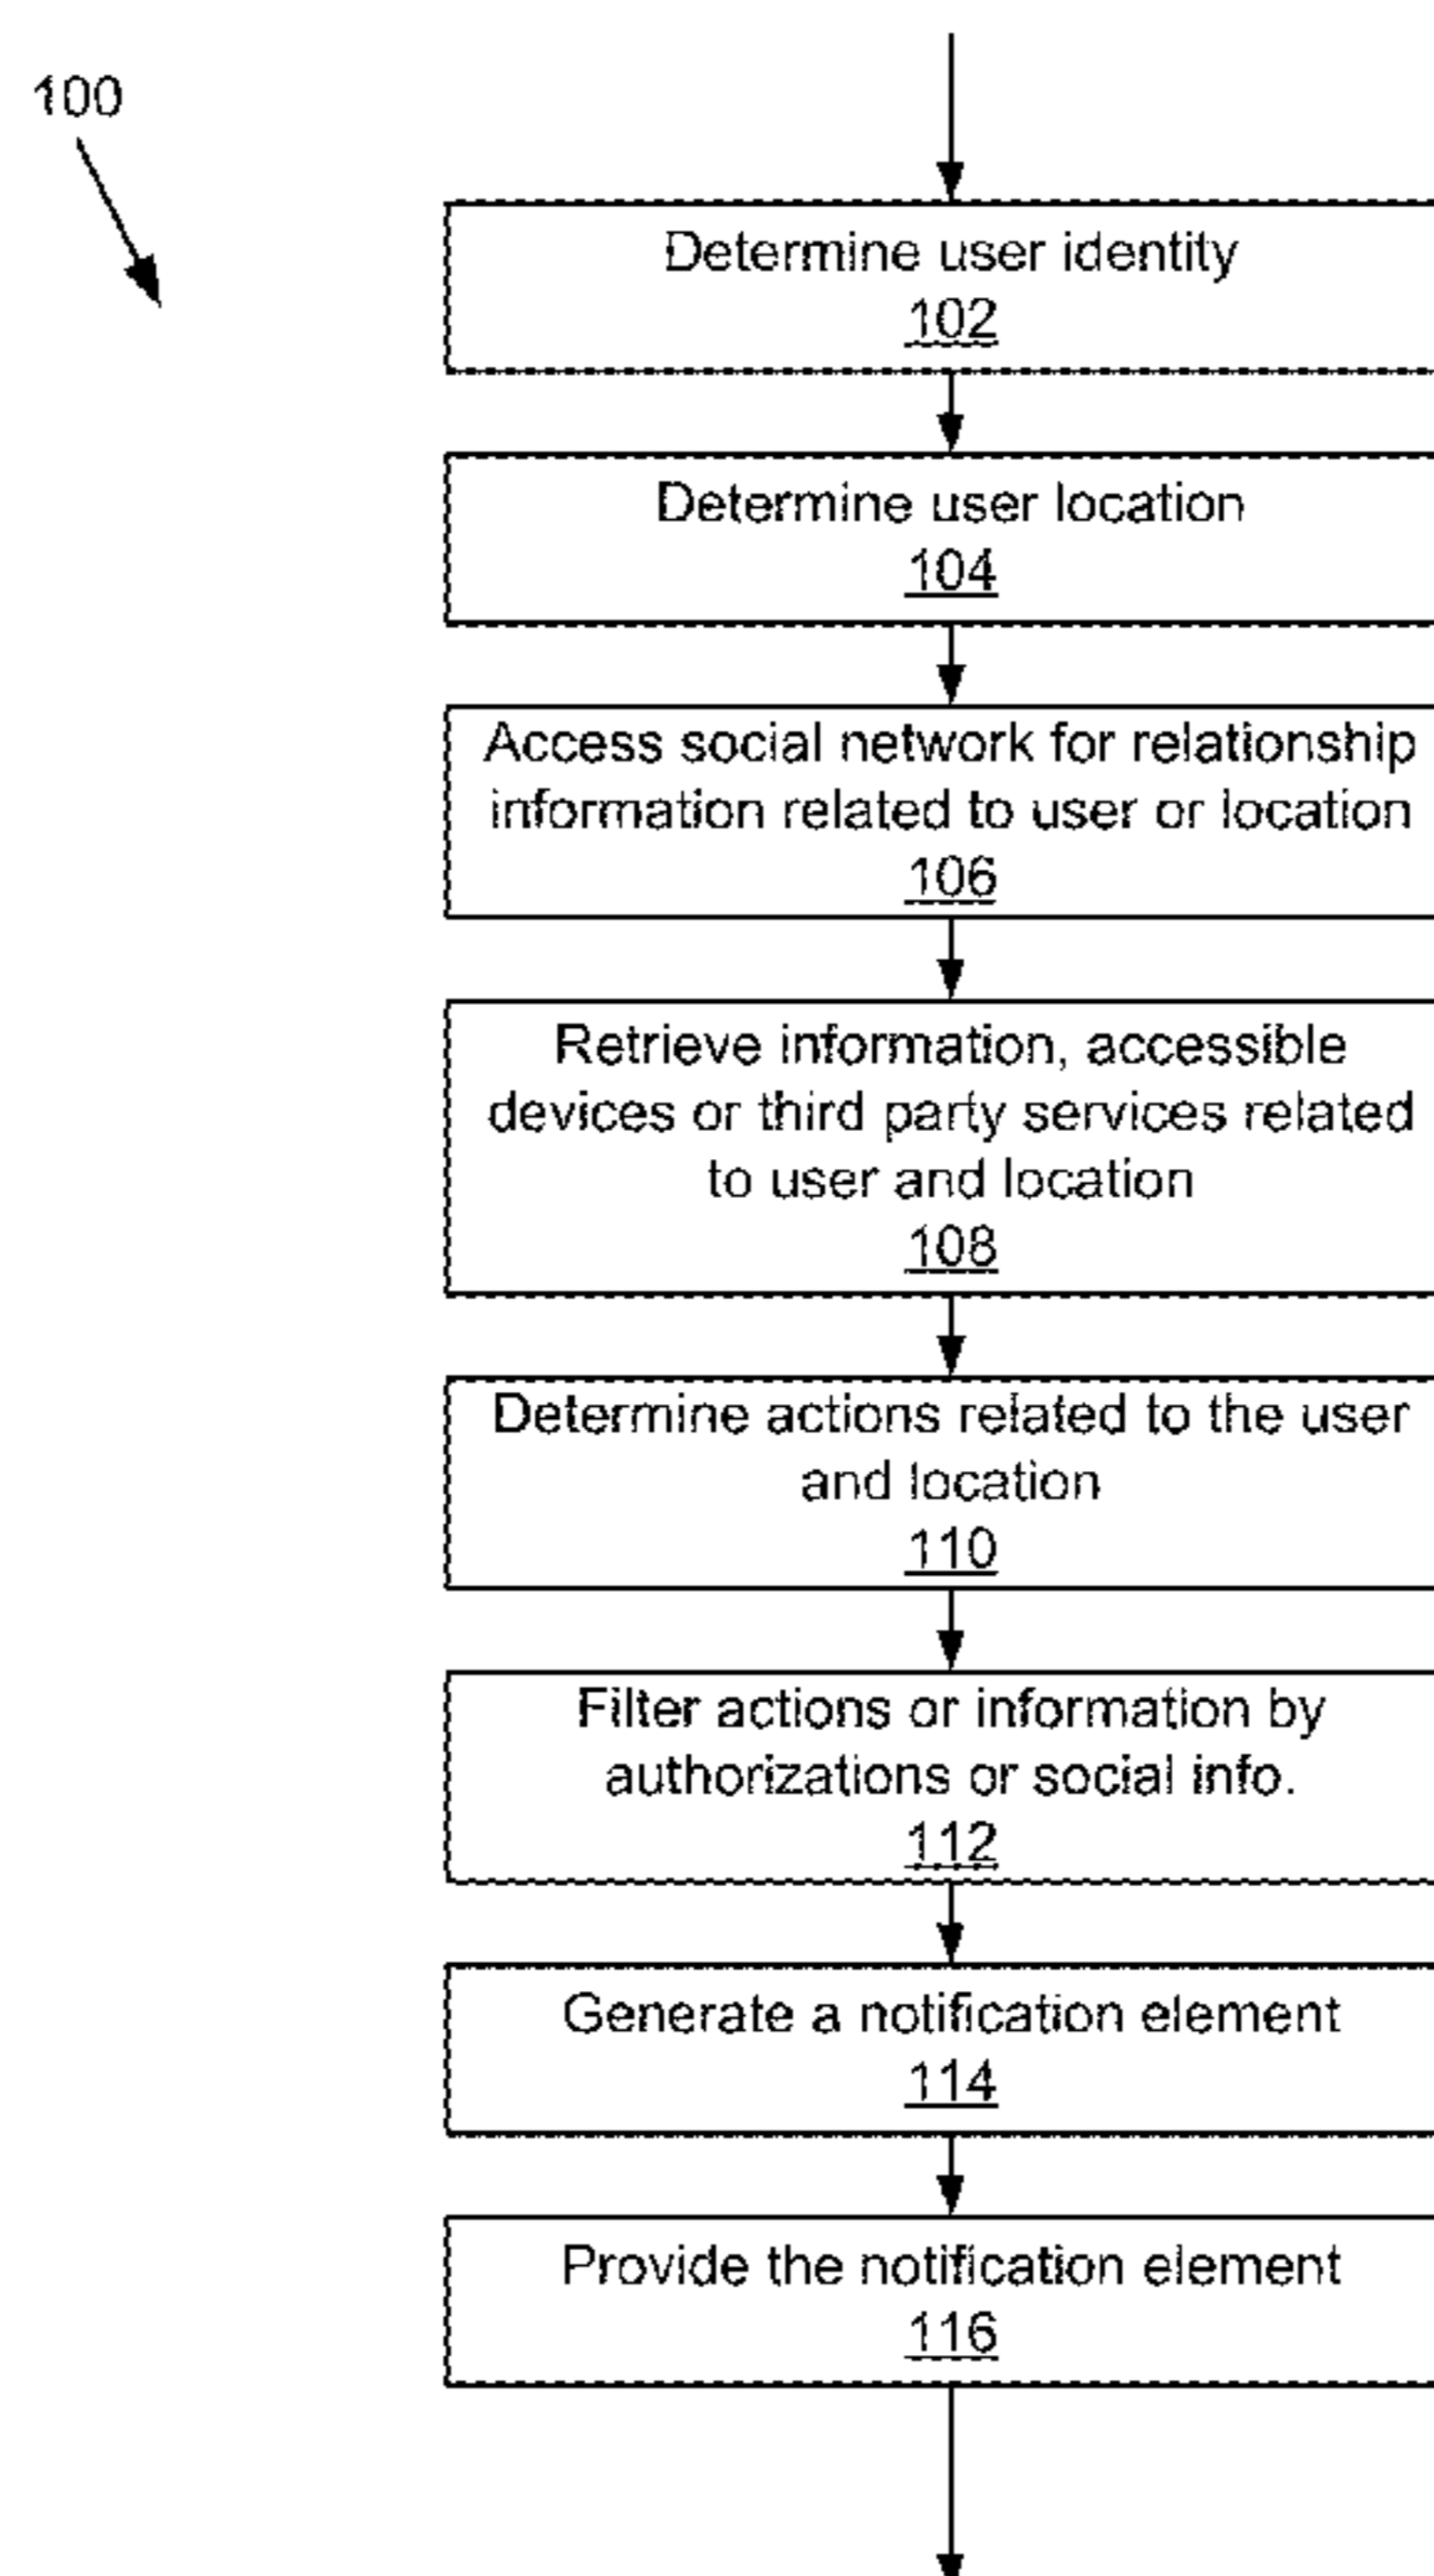 100
Determine user identity
102
Determine user location
104
Access social network for relationship
information related to user or location
106
Retrieve information, accessible
devices or third party services related
to user and location
108
Determine actions related to the user
and location
110
Filter actions or information by
authorizations or social info.
112
Generate a notification element
114
Provide the notification element
116